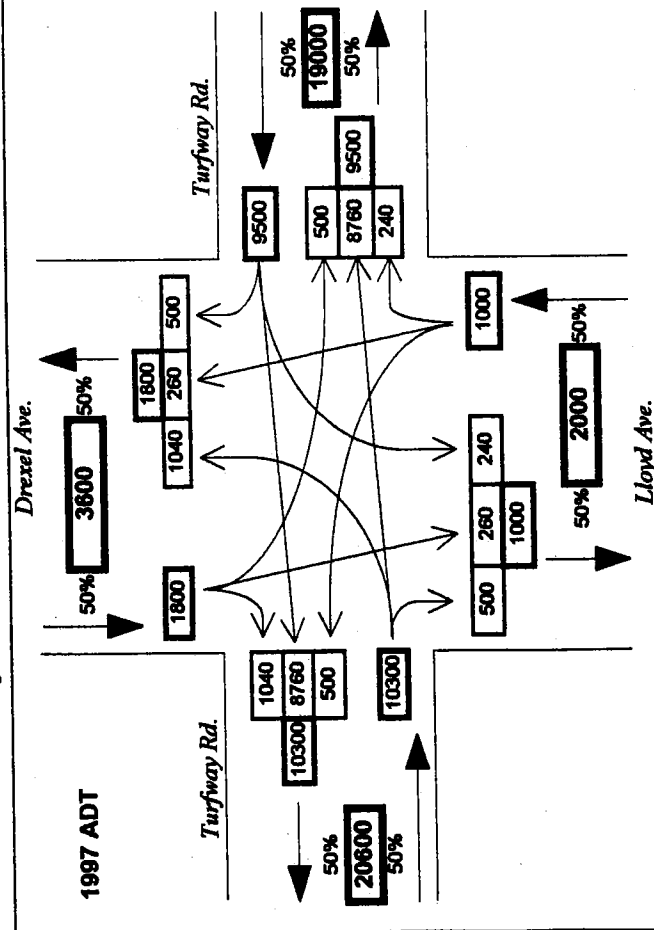 1997 ADT
Drexel Ave.
50% 3600 50%
1800
1800
1040 260 500
Turfway Rd.
9500
50%
19000
50%
500
8760 9500
240
Turfway Rd.
1040
10300 8760
500
10300
50%
20600
50%
500 260 240
1000
1000
50% 2000 50%
Lloyd Ave.